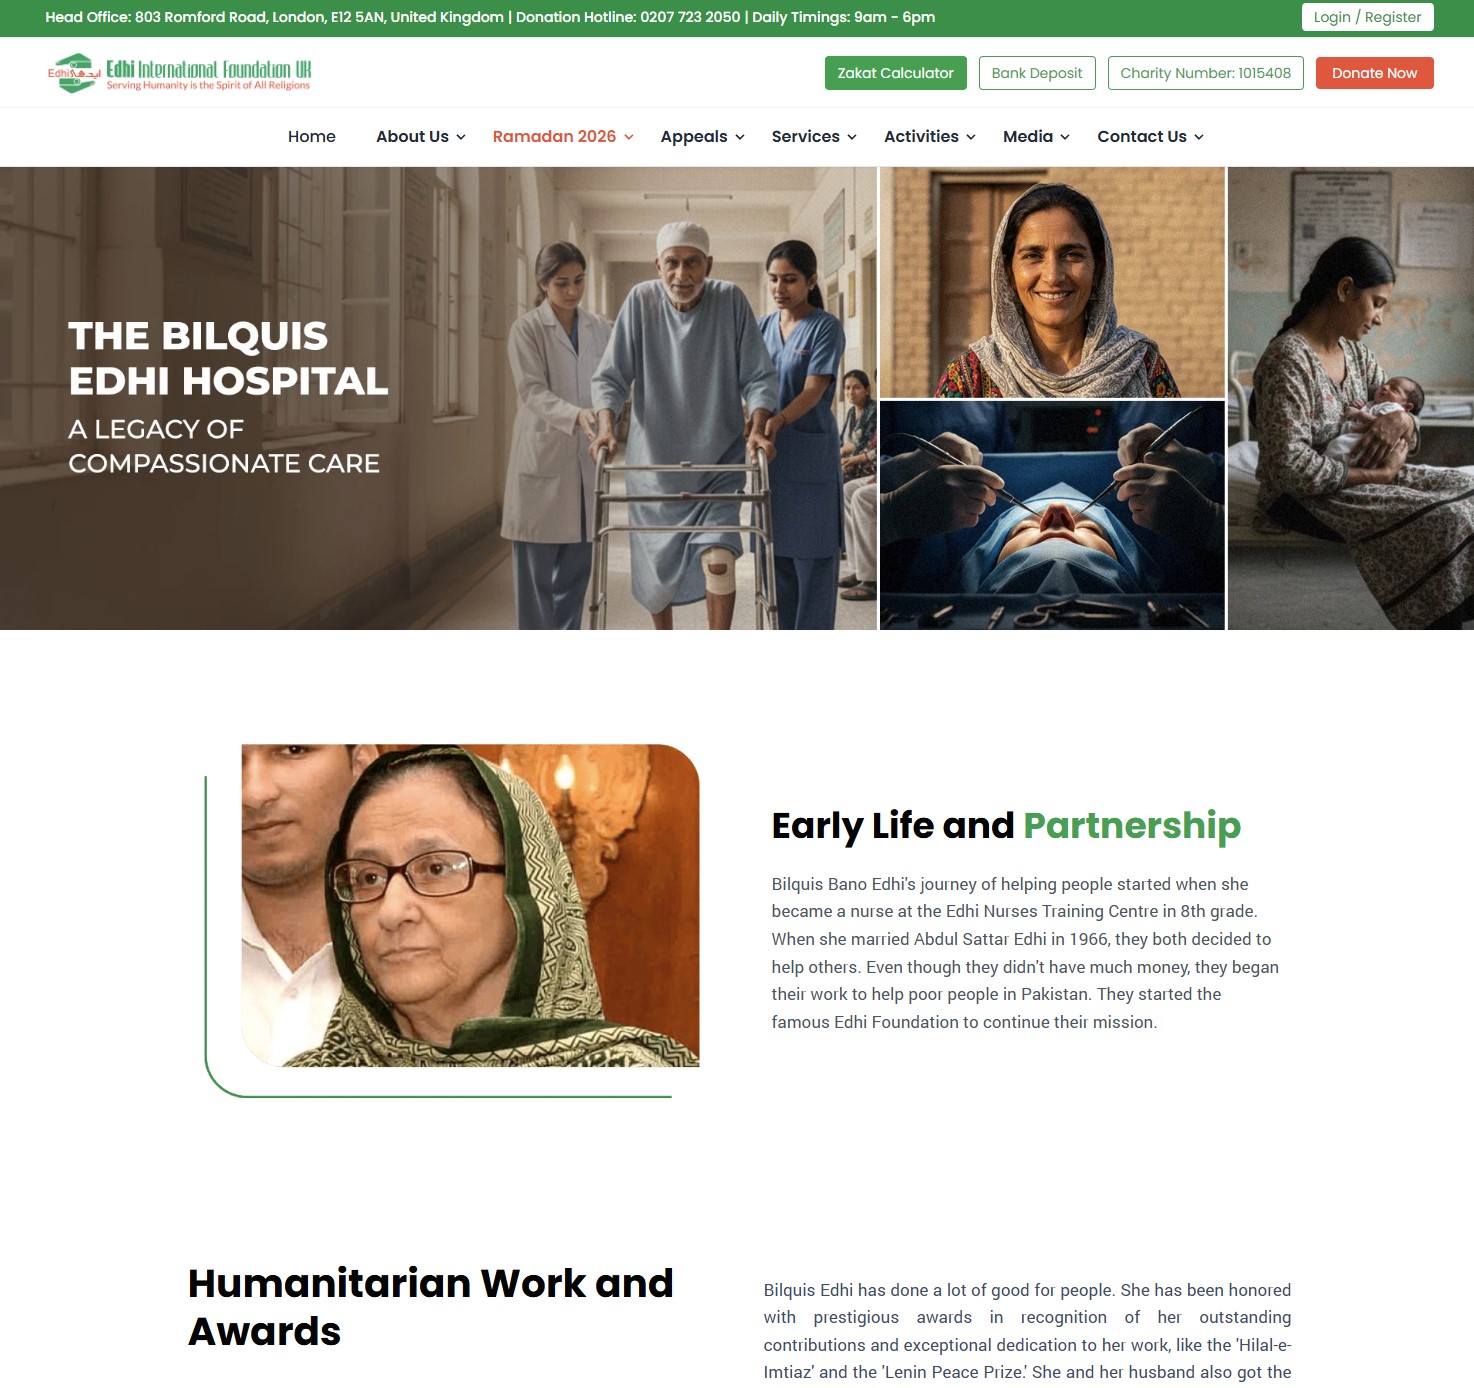 Head Office: 803 Romford Road, London, E12 5AN, United Kingdom | Donation Hotline: 0207 723 2050 | Daily Timings: 9am - 6pm
Login / Register
Edhi ایدھی
Edhi International Foundation UK
Serving Humanity is the Spirit of All Religions
Zakat Calculator
Bank Deposit
Charity Number: 1015408
Donate Now
Home
About Us
Ramadan 2026
Appeals
Services
Activities
Media
Contact Us
THE BILQUIS
EDHI HOSPITAL
A LEGACY OF
COMPASSIONATE CARE
Early Life and Partnership
Bilquis Bano Edhi's journey of helping people started when she
became a nurse at the Edhi Nurses Training Centre in 8th grade.
When she married Abdul Sattar Edhi in 1966, they both decided to
help others. Even though they didn't have much money, they began
their work to help poor people in Pakistan. They started the
famous Edhi Foundation to continue their mission.
Humanitarian Work and
Awards
Bilquis Edhi has done a lot of good for people. She has been honored
with prestigious awards in recognition of her outstanding
contributions and exceptional dedication to her work, like the 'Hilal-e-
Imtiaz' and the 'Lenin Peace Prize.' She and her husband also got the